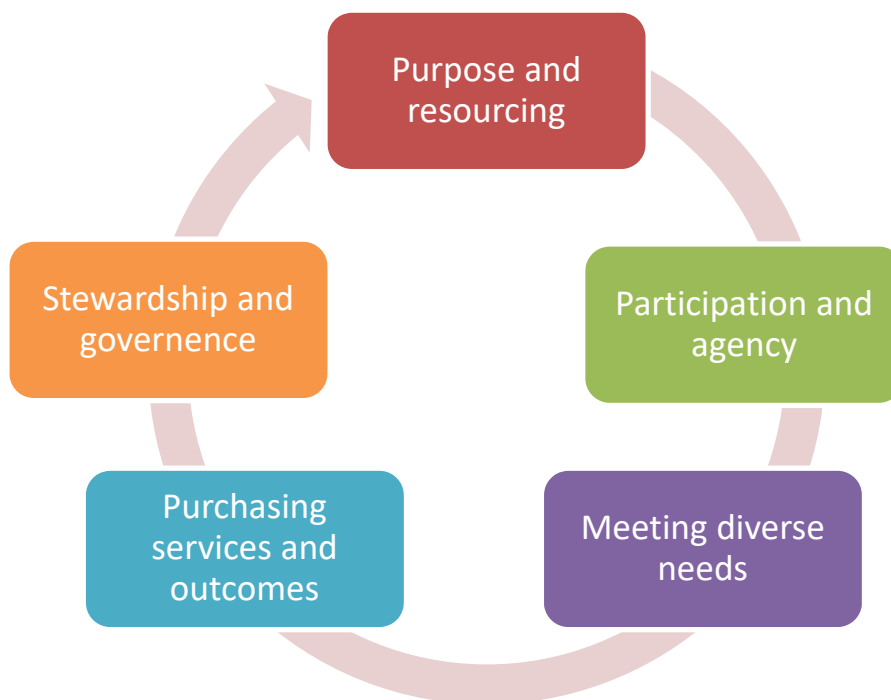 Purpose and
resourcing
Participation and
agency
Meeting diverse
needs
Purchasing
services and
outcomes
Stewardship and
governence